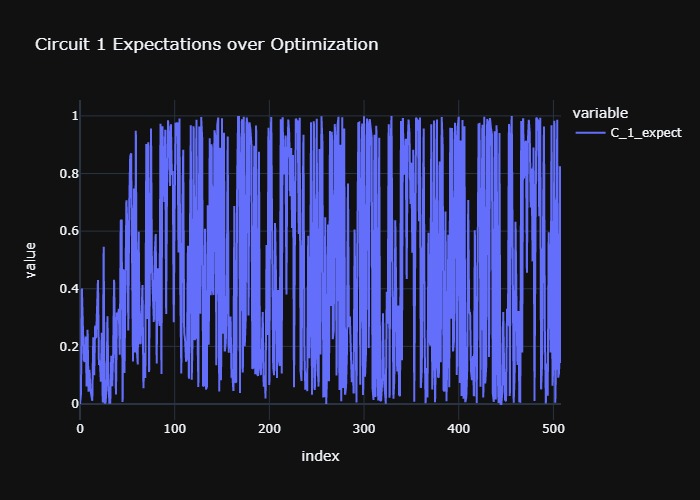 Circuit 1 Expectations over Optimization
variable
C_1_expect
value
1
0.8
0.6
0.4
0.2
0
0 100 200 300 400 500
index